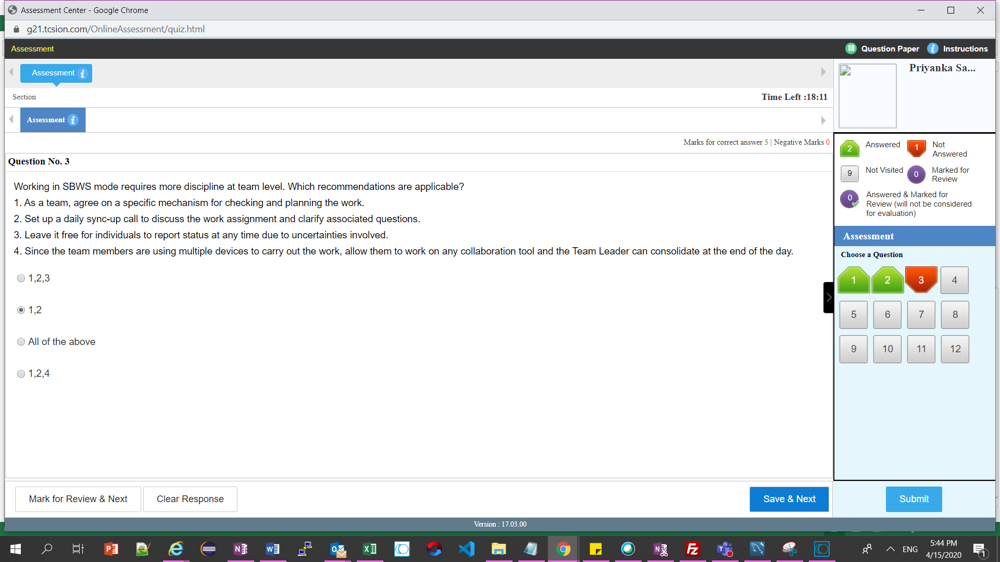 Assessment Center - Google Chrome
g21.tcsion.com/OnlineAssessment/quiz.html
Assessment
Question Paper
Instructions
Assessment
Priyanka Sa...
Section
Time Left :18:11
Assessment
Marks for correct answer 5 | Negative Marks 0
2 Answered
1 Not Answered
9 Not Visited
0 Marked for Review
0 Answered & Marked for Review (will not be considered for evaluation)
Question No. 3
Working in SBWS mode requires more discipline at team level. Which recommendations are applicable?
1. As a team, agree on a specific mechanism for checking and planning the work.
2. Set up a daily sync-up call to discuss the work assignment and clarify associated questions.
3. Leave it free for individuals to report status at any time due to uncertainties involved.
4. Since the team members are using multiple devices to carry out the work, allow them to work on any collaboration tool and the Team Leader can consolidate at the end of the day.
1,2,3
1,2
All of the above
1,2,4
Assessment
Choose a Question
1 2 3 4
5 6 7 8
9 10 11 12
Mark for Review & Next
Clear Response
Save & Next
Submit
Version : 17.03.00
ENG
5:44 PM
4/15/2020
1